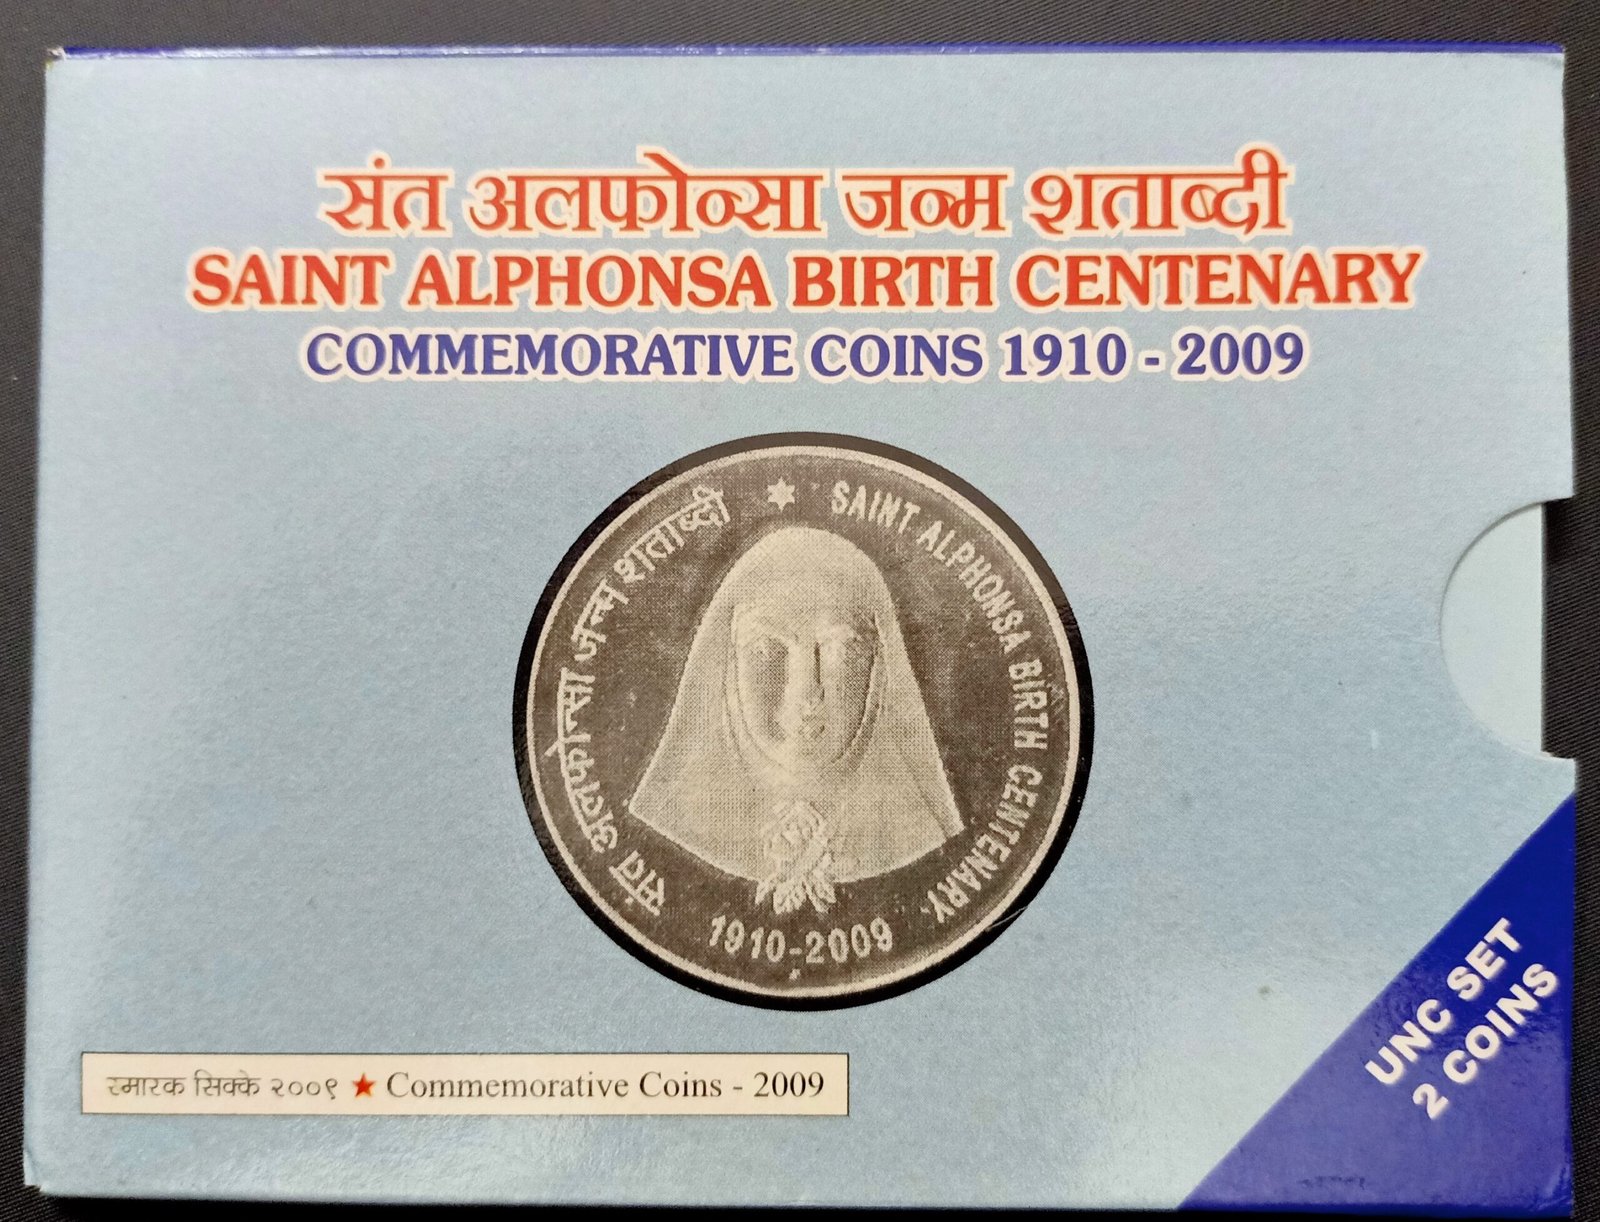 संत अलफोन्सा जन्म शताब्दी
SAINT ALPHONSA BIRTH CENTENARY
COMMEMORATIVE COINS 1910 - 2009
संत अलफोन्सा जन्म शताब्दी
SAINT ALPHONSA BIRTH CENTENARY.
1910-2009
स्मारक सिक्के २००९ ★ Commemorative Coins - 2009
UNC SET
2 COINS